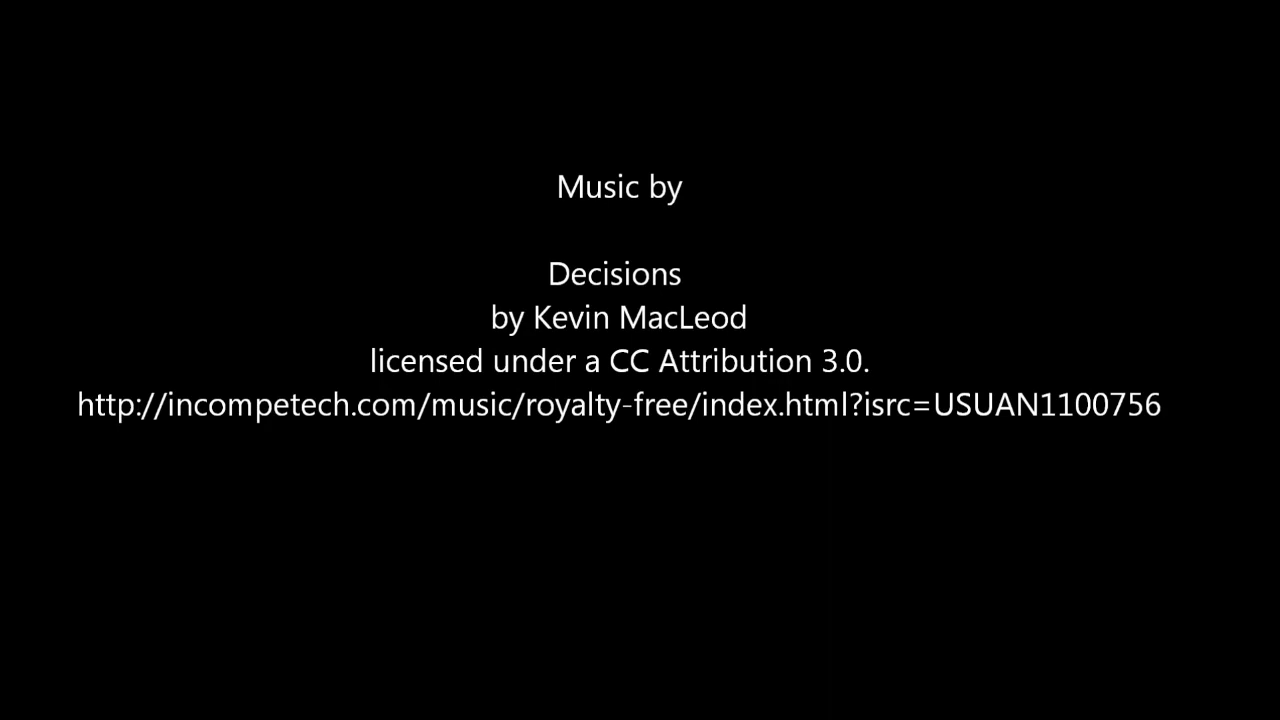 Music by
Decisions
by Kevin MacLeod
licensed under a CC Attribution 3.0.
http://incompetech.com/music/royalty-free/index.html?isrc=USUAN1100756